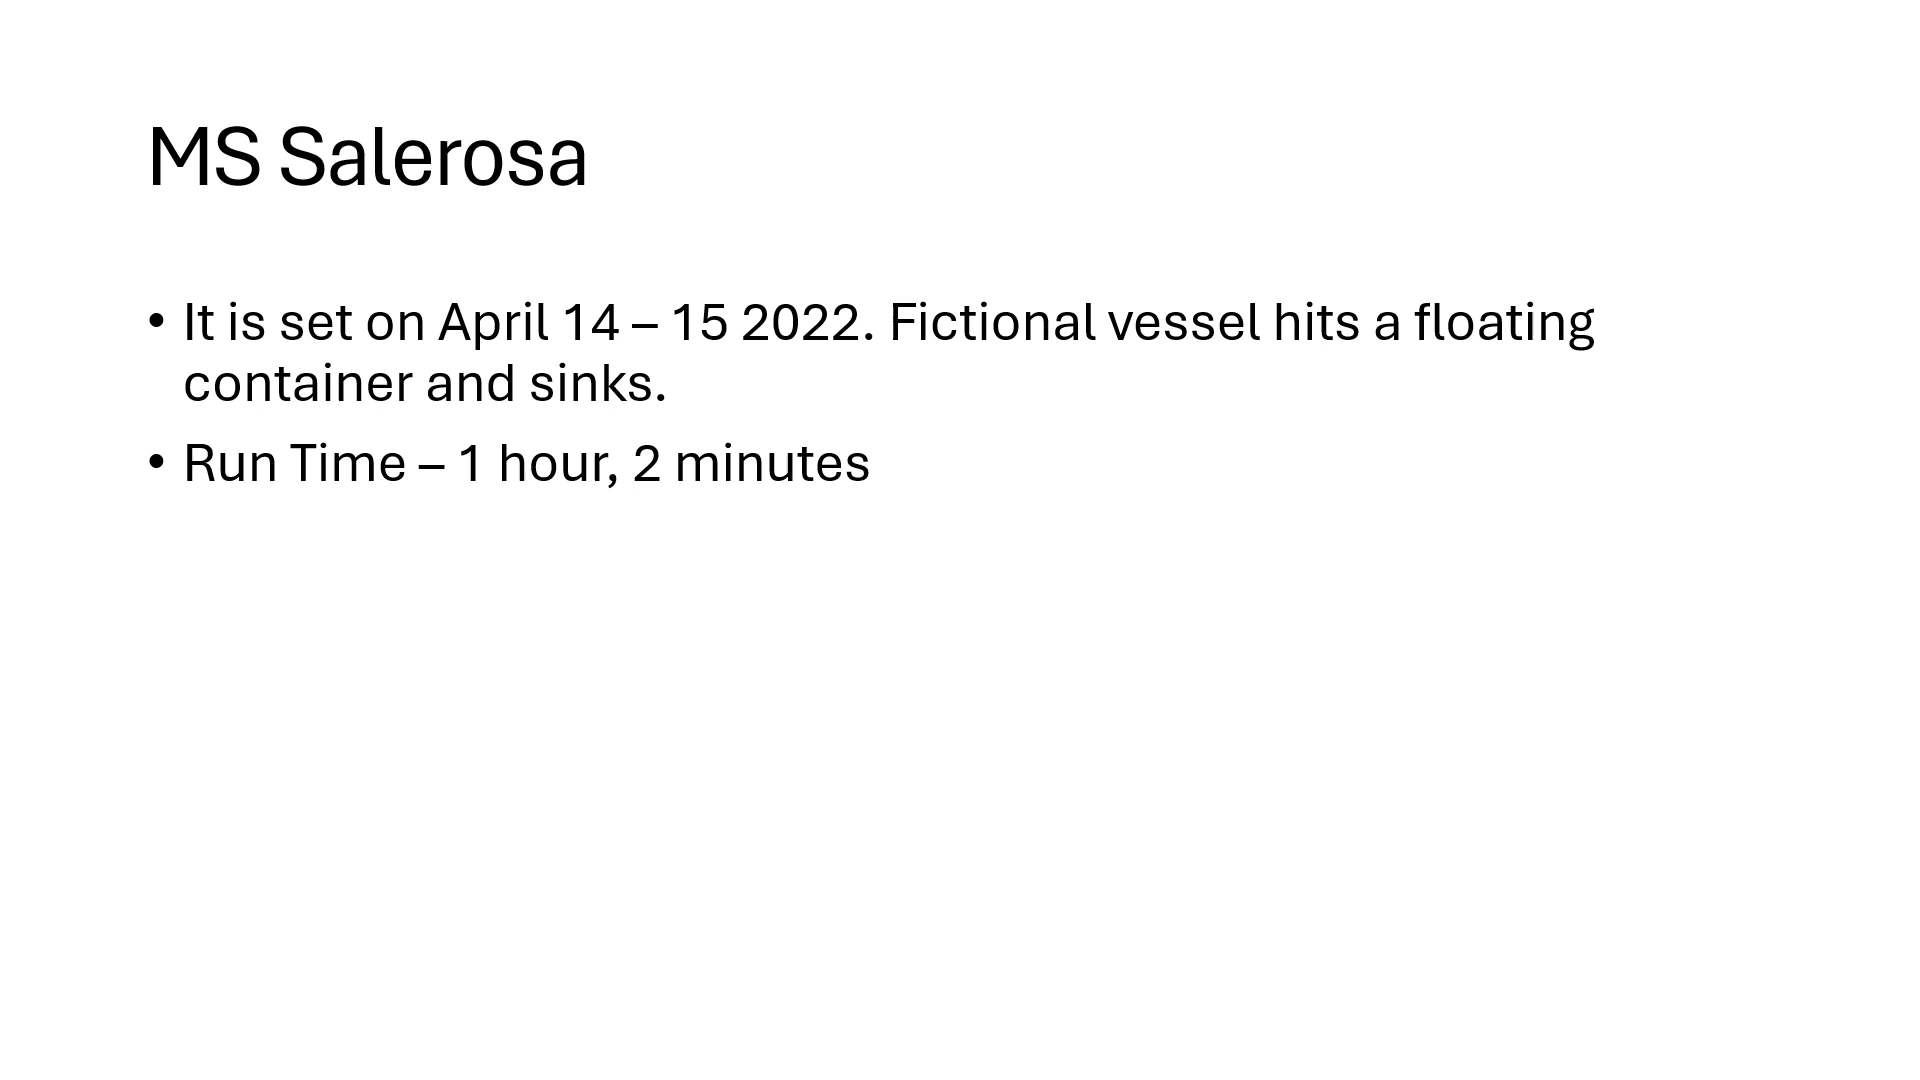 MS Salerosa
• It is set on April 14 – 15 2022. Fictional vessel hits a floating
container and sinks.
• Run Time – 1 hour, 2 minutes